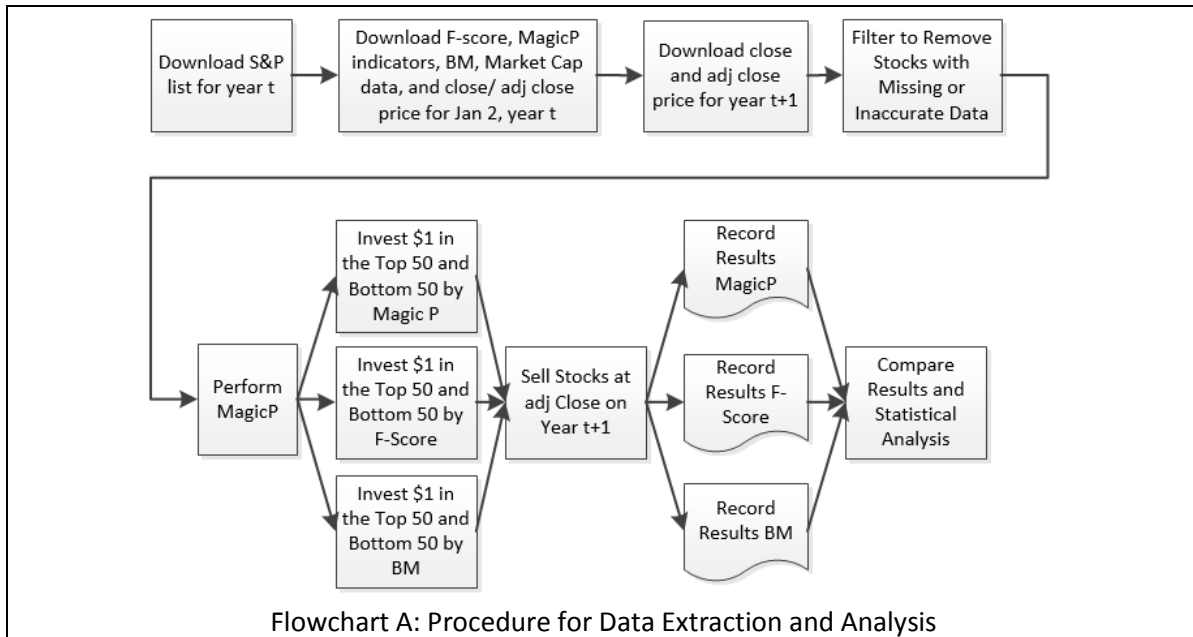 Download S&P
list for year t
Download F-score, MagicP
indicators, BM, Market Cap
data, and close/ adj close
price for Jan 2, year t
Download close
and adj close
price for year t+1
Filter to Remove
Stocks with
Missing or
Inaccurate Data
Perform
MagicP
Invest $1 in
the Top 50 and
Bottom 50 by
Magic P
Invest $1 in
the Top 50 and
Bottom 50 by
F-Score
Invest $1 in
the Top 50 and
Bottom 50 by
BM
Sell Stocks at
adj Close on
Year t+1
Record
Results
MagicP
Record
Results F-
Score
Record
Results BM
Compare
Results and
Statistical
Analysis
Flowchart A: Procedure for Data Extraction and Analysis